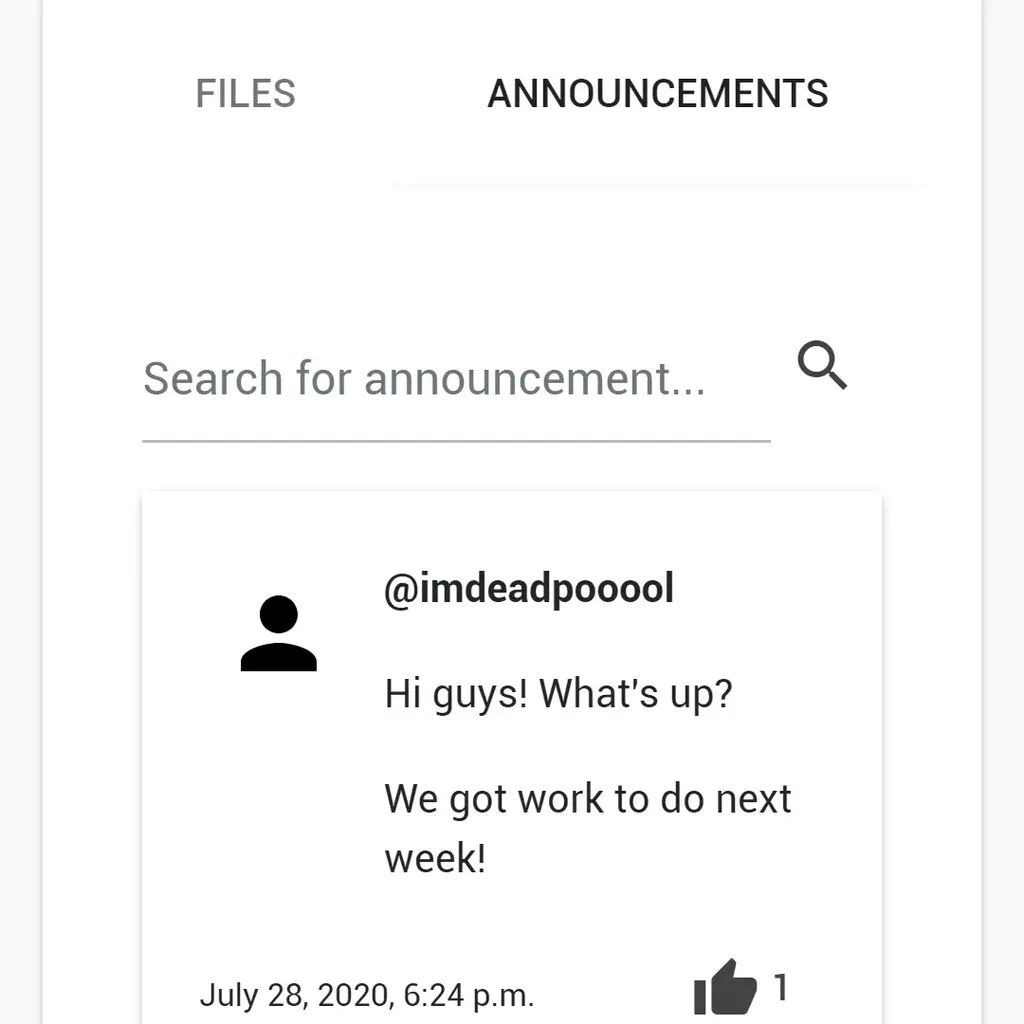 FILES ANNOUNCEMENTS
Search for announcement...
@imdeadpooool
Hi guys! What's up?
We got work to do next
week!
July 28, 2020, 6:24 p.m. 1